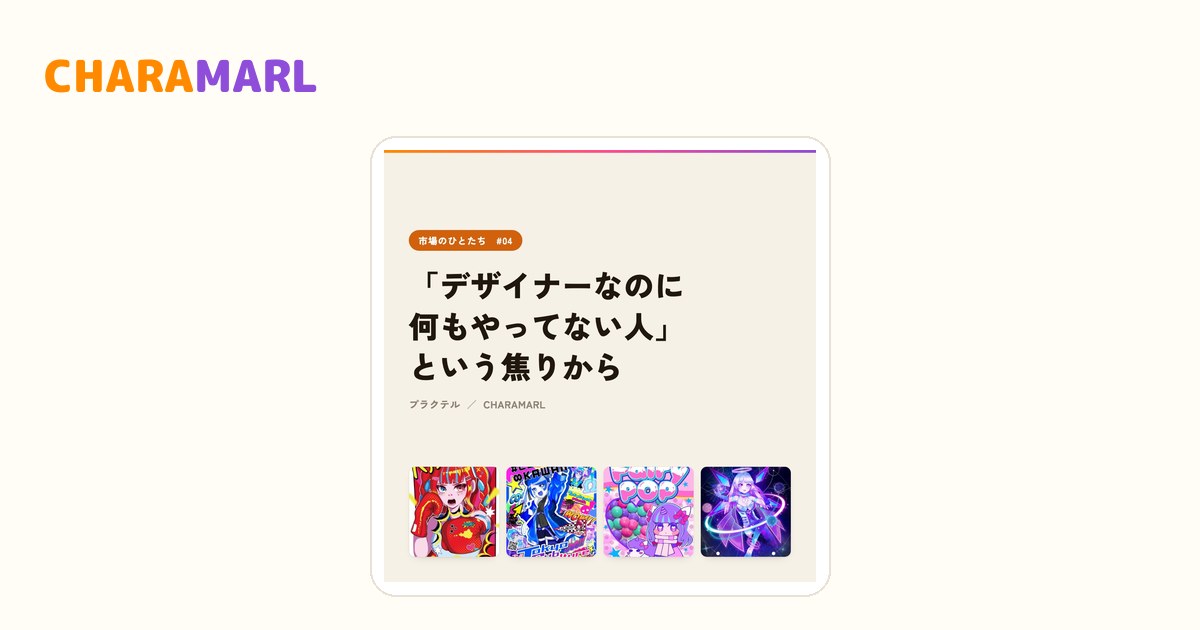 CHARAMARL
市場のひとたち #04
「デザイナーなのに
何もやってない人」
という焦りから
プラクテル ／ CHARAMARL
POP